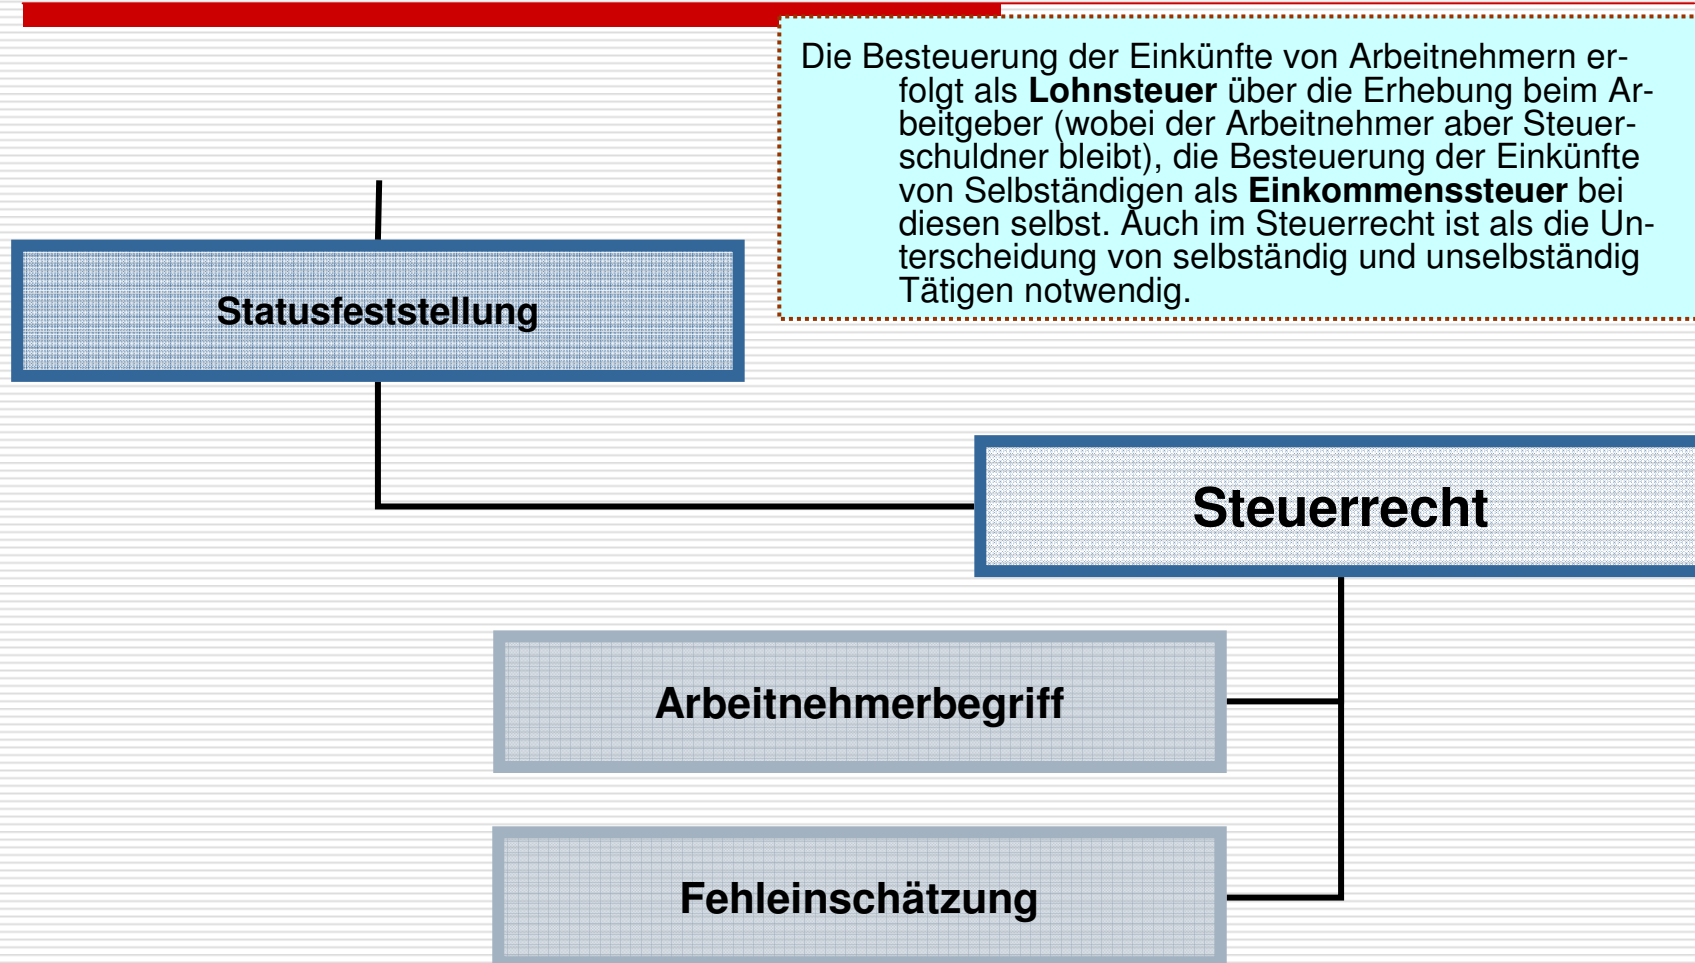 Die Besteuerung der Einkünfte von Arbeitnehmern er-
folgt als Lohnsteuer über die Erhebung beim Ar-
beitgeber (wobei der Arbeitnehmer aber Steuer-
schuldner bleibt), die Besteuerung der Einkünfte
von Selbständigen als Einkommenssteuer bei
diesen selbst. Auch im Steuerrecht ist als die Un-
terscheidung von selbständig und unselbständig
Tätigen notwendig.
Statusfeststellung
Steuerrecht
Arbeitnehmerbegriff
Fehleinschätzung